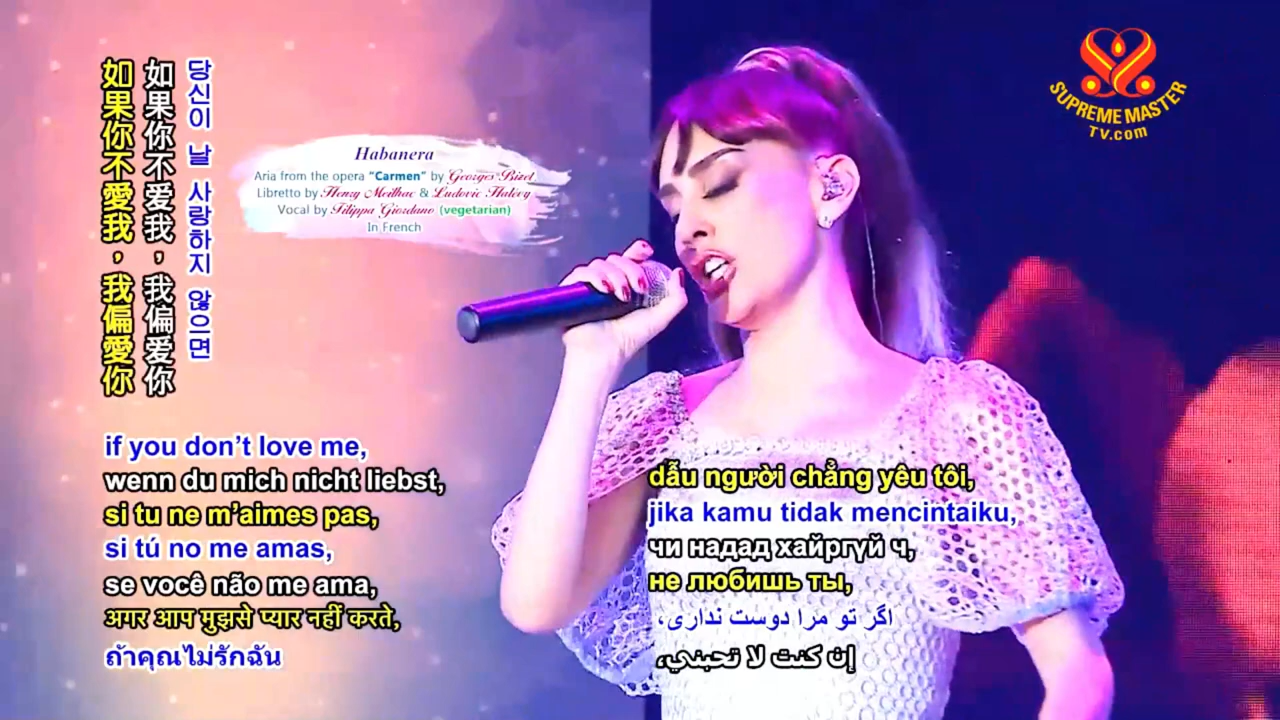 如果你不愛我，我偏愛你
如果你不爱我，我偏爱你
당신이 날 사랑하지 않으면
Habanera
Aria from the opera “Carmen” by Georges Bizet
Libretto by Henry Meilhac & Ludovic Halévy
Vocal by Filippa Giordano (vegetarian)
In French
SUPREME MASTER
TV.com
if you don’t love me,
wenn du mich nicht liebst,
si tu ne m’aimes pas,
si tú no me amas,
se você não me ama,
अगर आप मुझसे प्यार नहीं करते,
ถ้าคุณไม่รักฉัน
dẫu người chẳng yêu tôi,
jika kamu tidak mencintaiku,
чи надад хайргүй ч,
не любишь ты,
اگر تو مرا دوست نداری،
إن كنت لا تحبني،